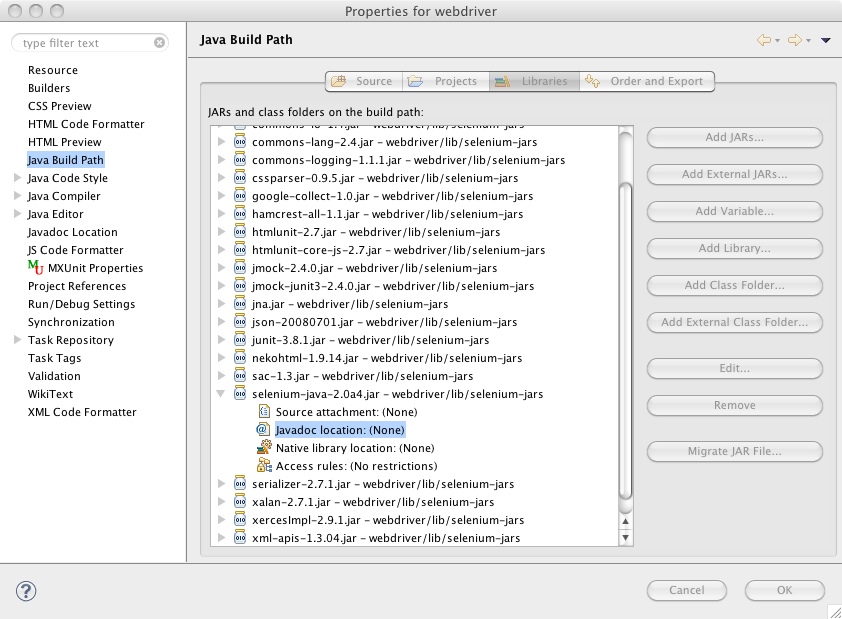 Properties for webdriver
type filter text
Resource
Builders
CSS Preview
HTML Code Formatter
HTML Preview
Java Build Path
Java Code Style
Java Compiler
Java Editor
Javadoc Location
JS Code Formatter
MU MXUnit Properties
Project References
Run/Debug Settings
Synchronization
Task Repository
Task Tags
Validation
WikiText
XML Code Formatter
Java Build Path
Source
Projects
Libraries
Order and Export
JARs and class folders on the build path:
commons-lang-2.4.jar - webdriver/lib/selenium-jars
commons-logging-1.1.1.jar - webdriver/lib/selenium-jars
cssparser-0.9.5.jar - webdriver/lib/selenium-jars
google-collect-1.0.jar - webdriver/lib/selenium-jars
hamcrest-all-1.1.jar - webdriver/lib/selenium-jars
htmlunit-2.7.jar - webdriver/lib/selenium-jars
htmlunit-core-js-2.7.jar - webdriver/lib/selenium-jars
jmock-2.4.0.jar - webdriver/lib/selenium-jars
jmock-junit3-2.4.0.jar - webdriver/lib/selenium-jars
jna.jar - webdriver/lib/selenium-jars
json-20080701.jar - webdriver/lib/selenium-jars
junit-3.8.1.jar - webdriver/lib/selenium-jars
nekohtml-1.9.14.jar - webdriver/lib/selenium-jars
sac-1.3.jar - webdriver/lib/selenium-jars
selenium-java-2.0a4.jar - webdriver/lib/selenium-jars
Source attachment: (None)
Javadoc location: (None)
Native library location: (None)
Access rules: (No restrictions)
serializer-2.7.1.jar - webdriver/lib/selenium-jars
xalan-2.7.1.jar - webdriver/lib/selenium-jars
xercesImpl-2.9.1.jar - webdriver/lib/selenium-jars
xml-apis-1.3.04.jar - webdriver/lib/selenium-jars
Add JARs...
Add External JARs...
Add Variable...
Add Library...
Add Class Folder...
Add External Class Folder...
Edit...
Remove
Migrate JAR File...
?
Cancel
OK